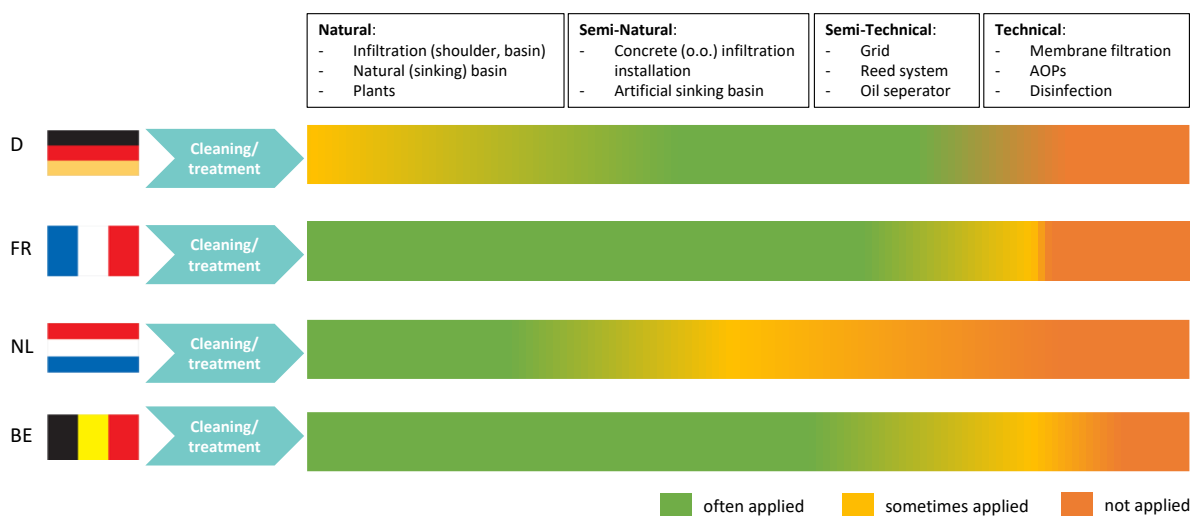 Natural:
- Infiltration (shoulder, basin)
- Natural (sinking) basin
- Plants
Semi-Natural:
- Concrete (o.o.) infiltration
installation
- Artificial sinking basin
Semi-Technical:
- Grid
- Reed system
- Oil seperator
Technical:
- Membrane filtration
- AOPs
- Disinfection
D
Cleaning/
treatment
FR
Cleaning/
treatment
NL
Cleaning/
treatment
BE
Cleaning/
treatment
often applied
sometimes applied
not applied